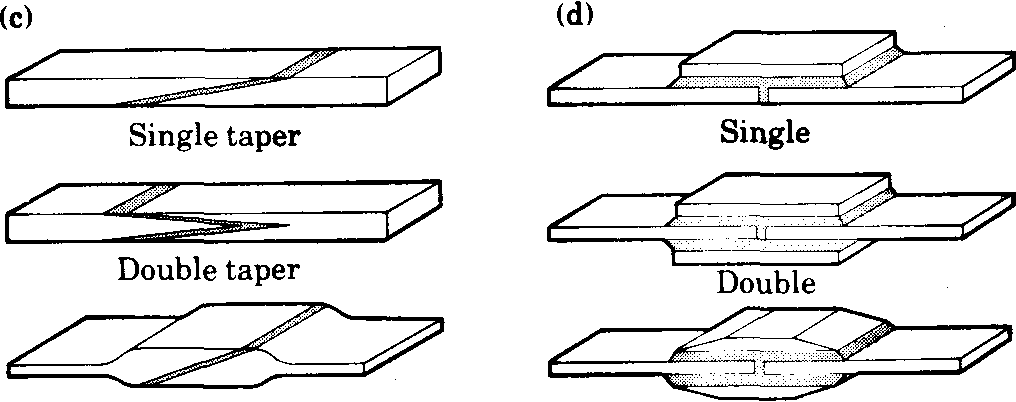 (c)
Single taper
Double taper
(d)
Single
Double